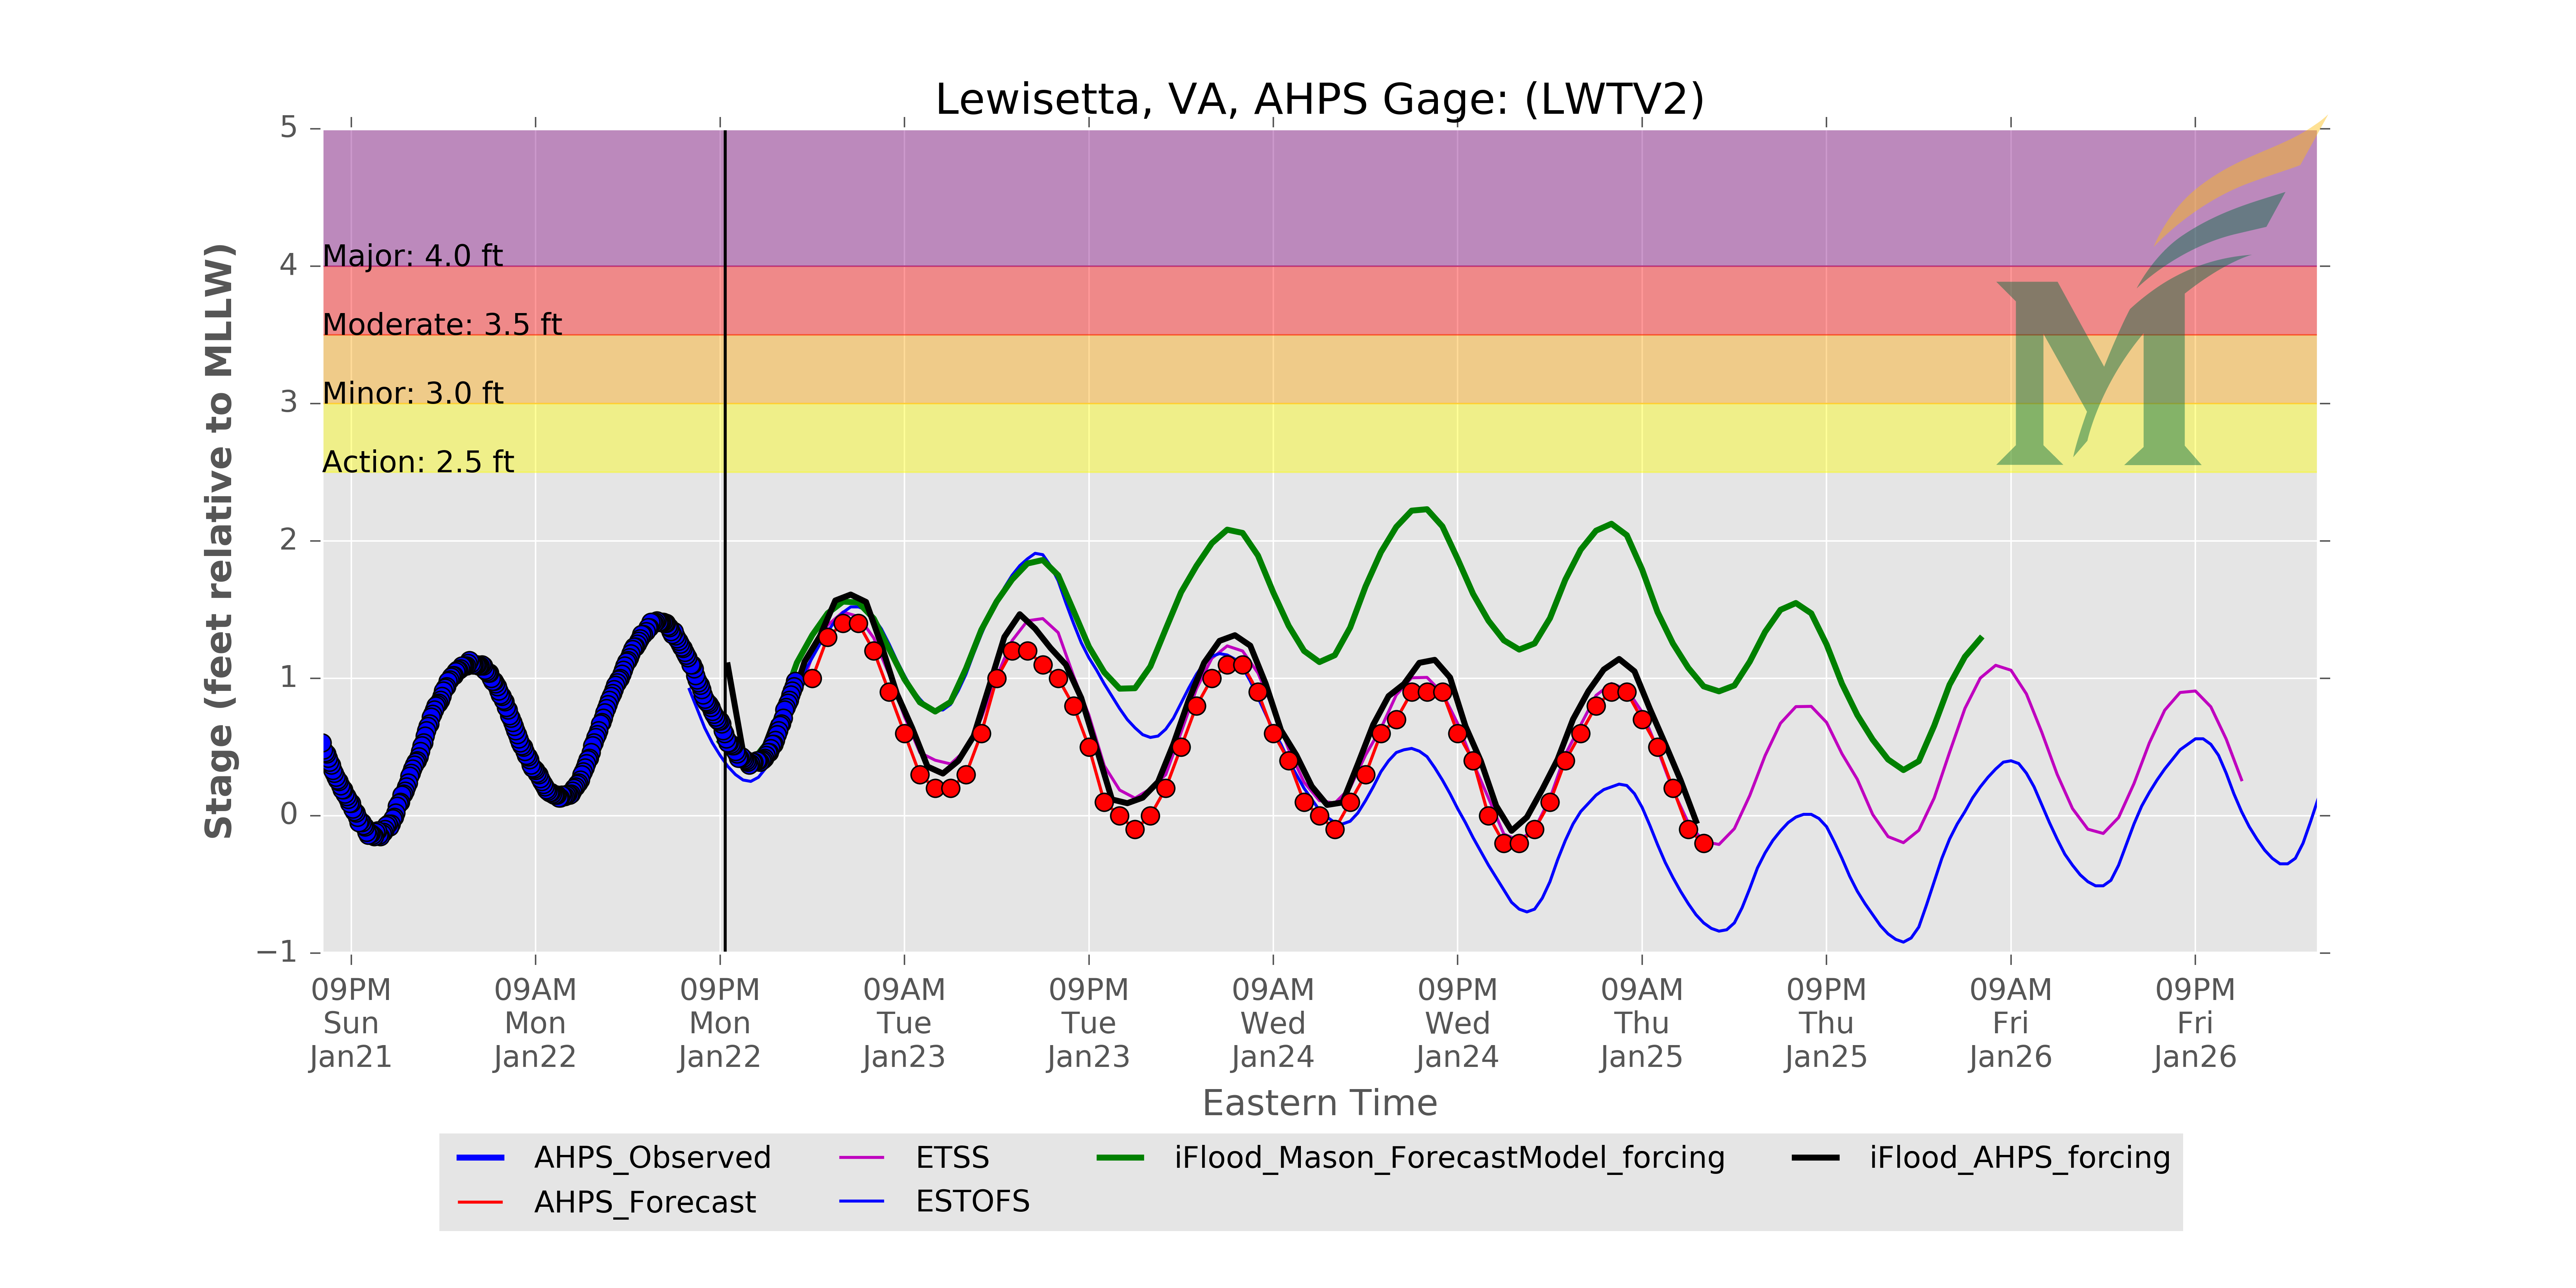 Lewisetta, VA, AHPS Gage: (LWTV2)
Stage (feet relative to MLLW)
5
4
3
2
1
0
−1
Major: 4.0 ft
Moderate: 3.5 ft
Minor: 3.0 ft
Action: 2.5 ft
M
09PM Sun Jan21
09AM Mon Jan22
09PM Mon Jan22
09AM Tue Jan23
09PM Tue Jan23
09AM Wed Jan24
09PM Wed Jan24
09AM Thu Jan25
09PM Thu Jan25
09AM Fri Jan26
09PM Fri Jan26
Eastern Time
AHPS_Observed
AHPS_Forecast
ETSS
ESTOFS
iFlood_Mason_ForecastModel_forcing
iFlood_AHPS_forcing